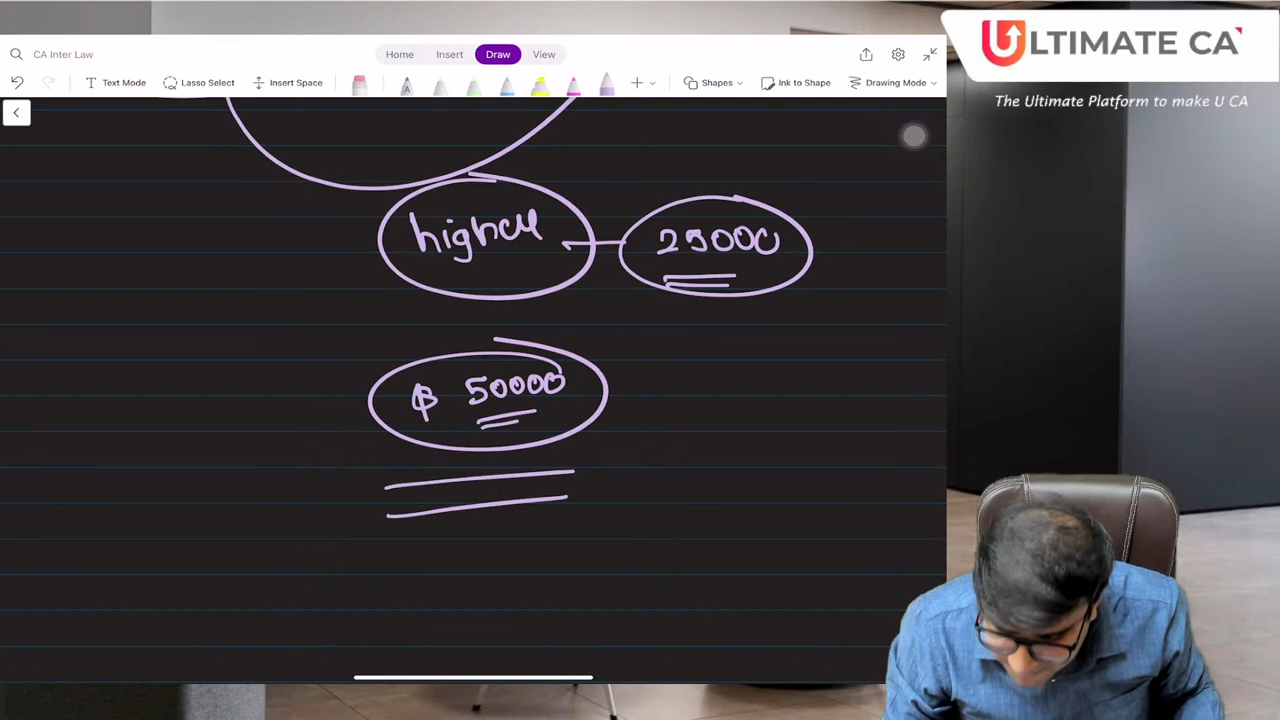 CA Inter Law
Home Insert Draw View
Text Mode Lasso Select Insert Space Shapes Ink to Shape Drawing Mode
ULTIMATE CA
The Ultimate Platform to make U CA
higher 25000
$ 50000